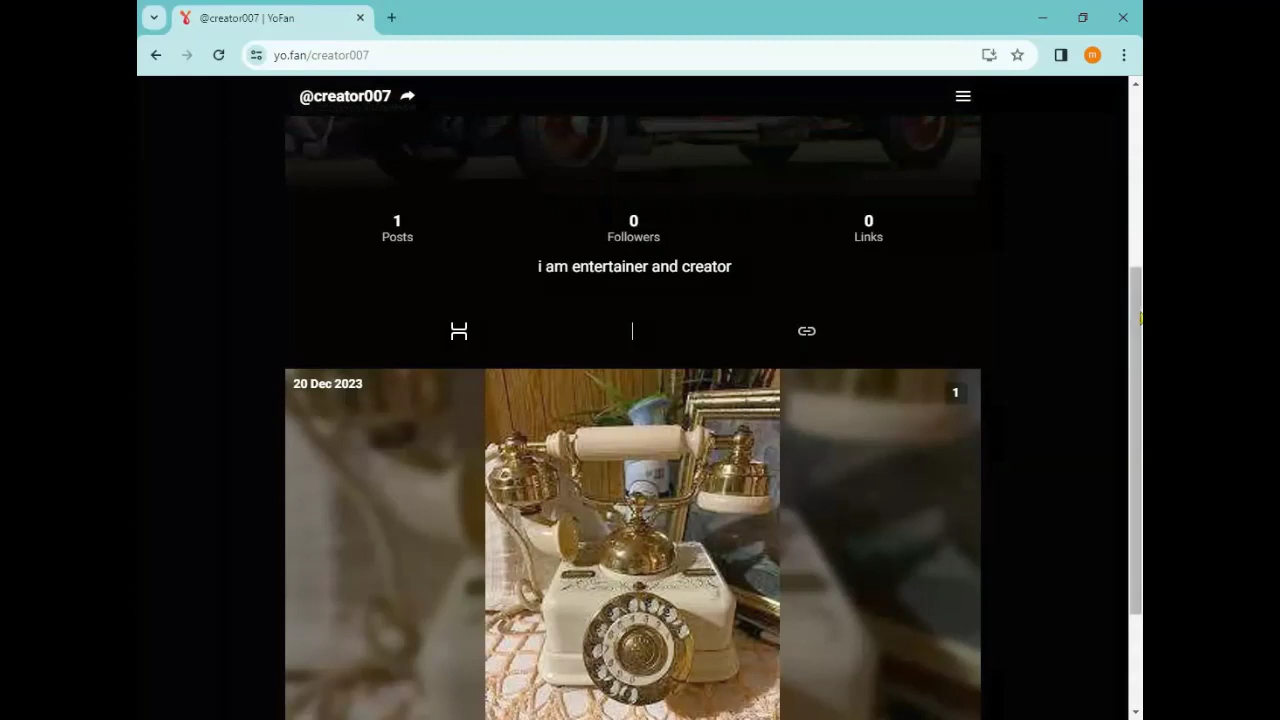 @creator007 | YoFan
yo.fan/creator007
m
@creator007
1
Posts
0
Followers
0
Links
i am entertainer and creator
20 Dec 2023
1